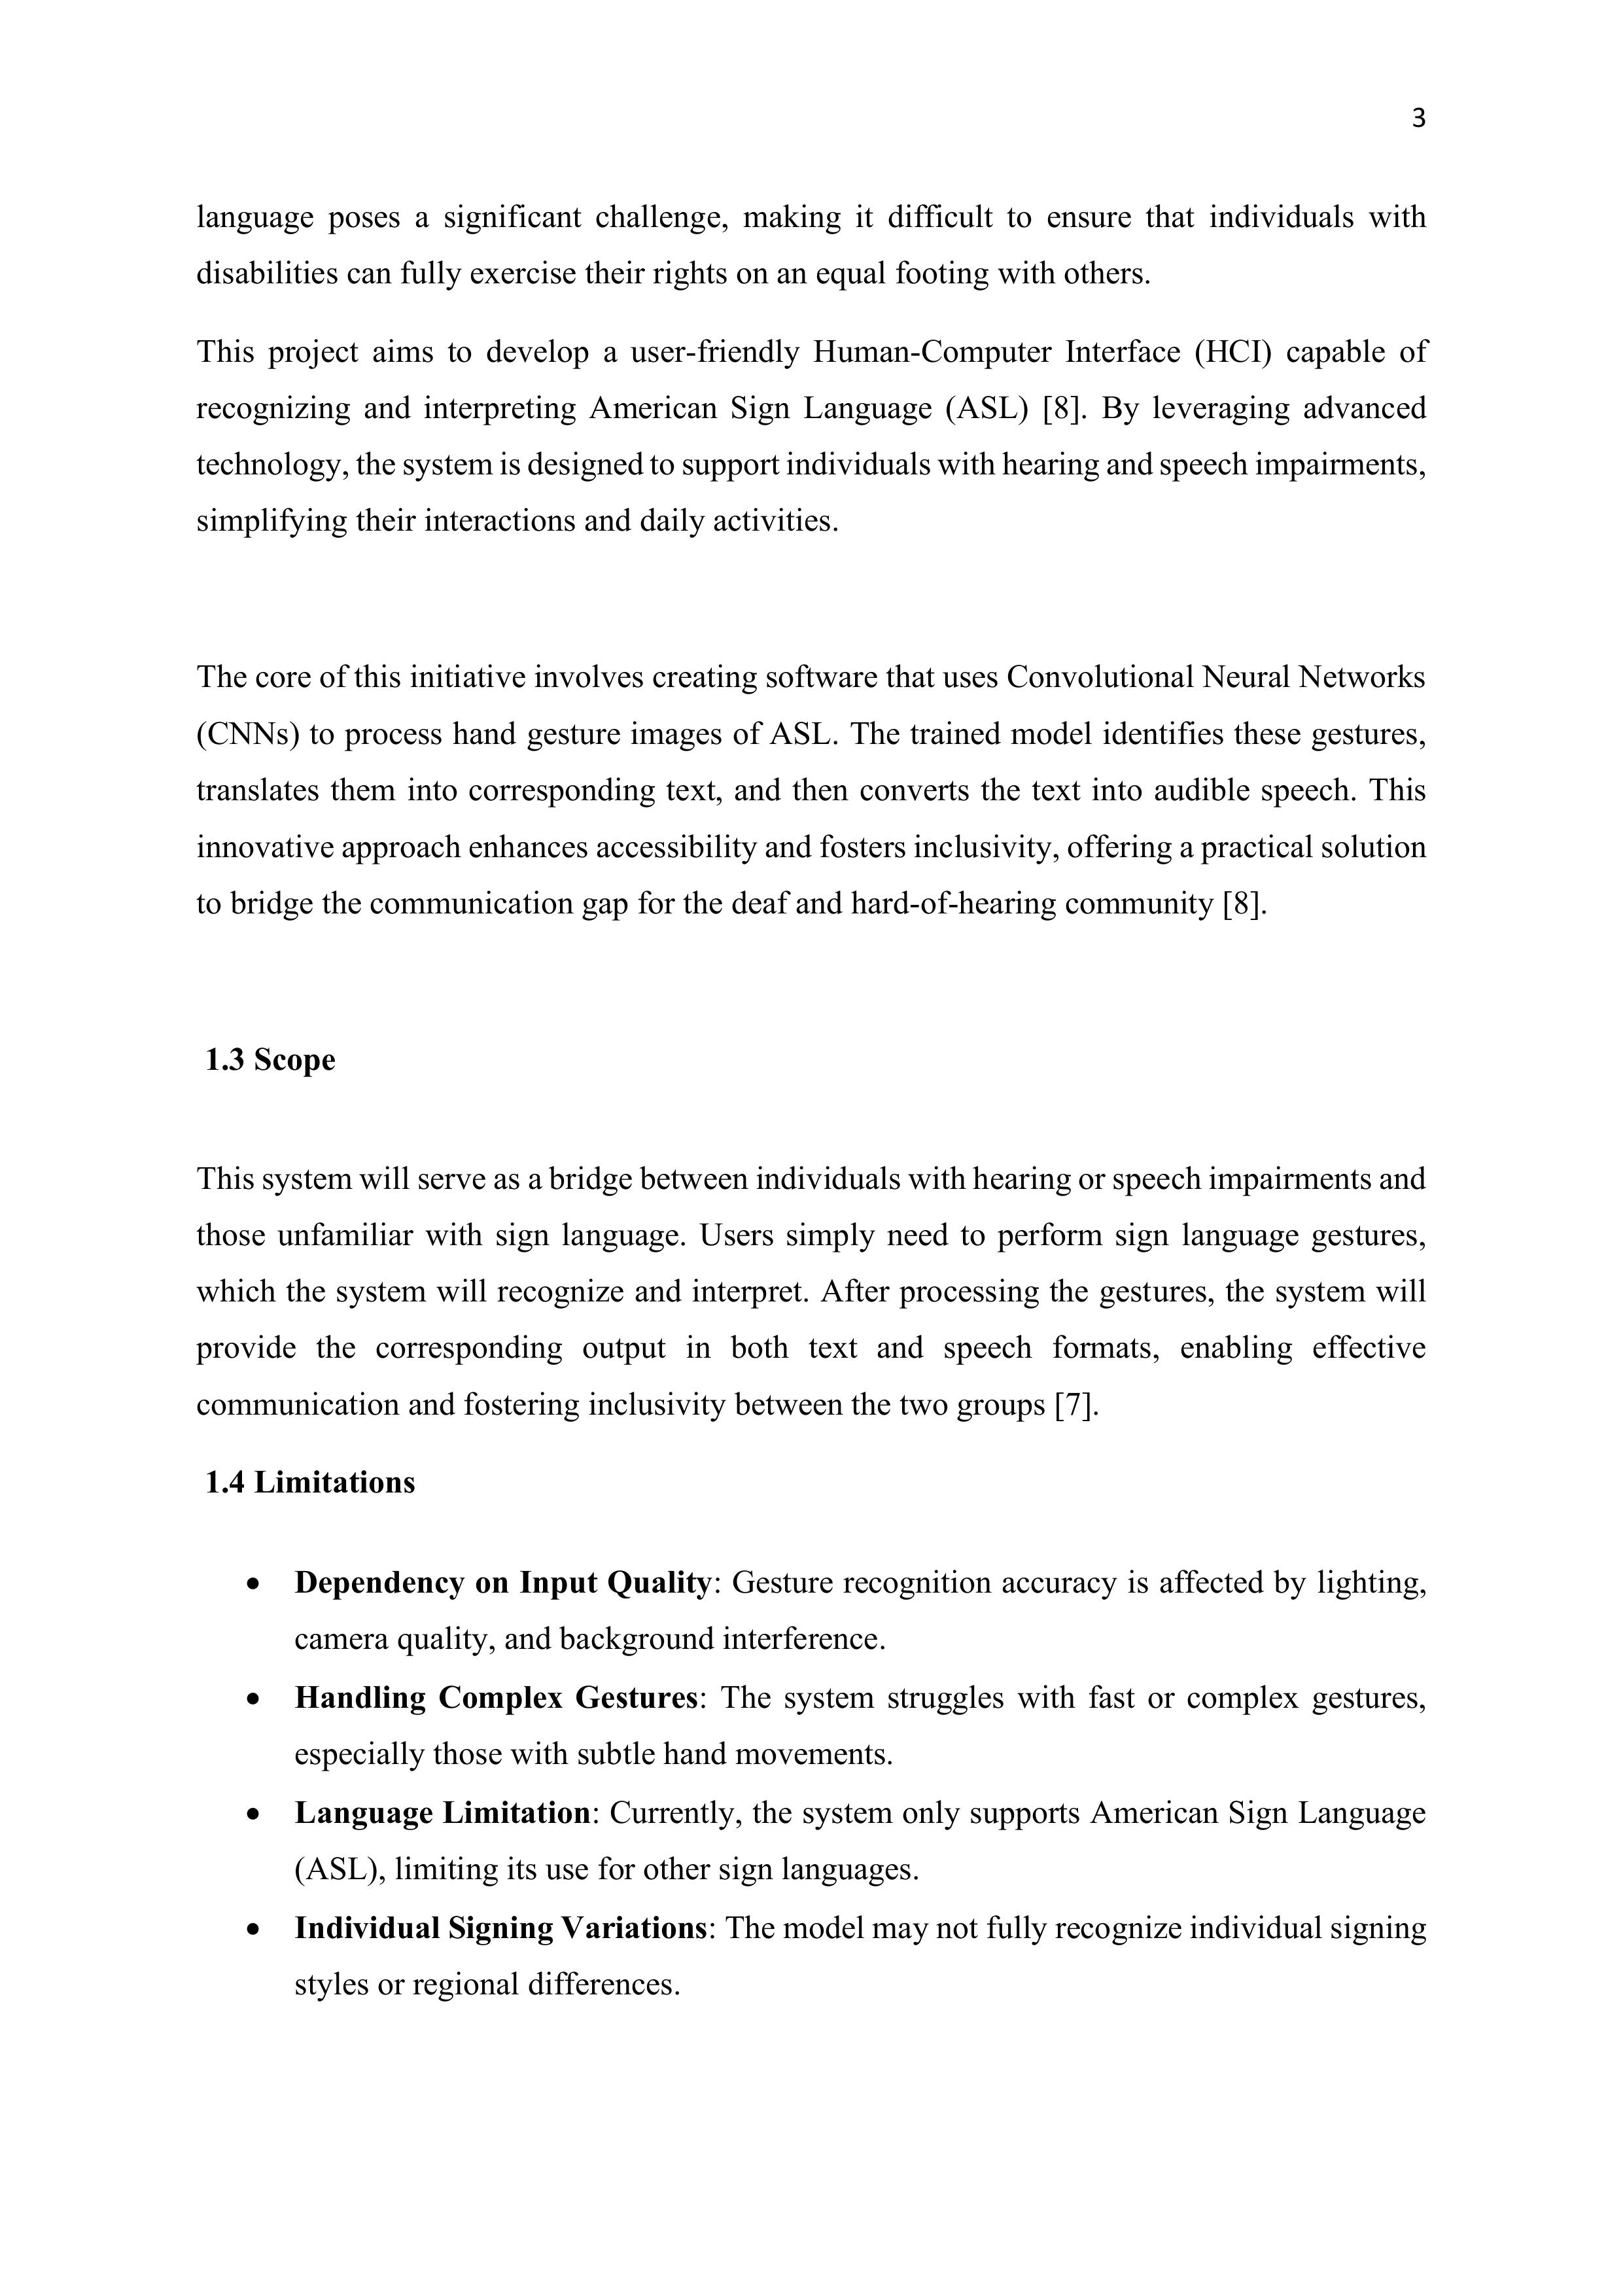 3
language poses a significant challenge, making it difficult to ensure that individuals with
disabilities can fully exercise their rights on an equal footing with others.
This project aims to develop a user-friendly Human-Computer Interface (HCI) capable of
recognizing and interpreting American Sign Language (ASL) [8]. By leveraging advanced
technology, the system is designed to support individuals with hearing and speech impairments,
simplifying their interactions and daily activities.
The core of this initiative involves creating software that uses Convolutional Neural Networks
(CNNs) to process hand gesture images of ASL. The trained model identifies these gestures,
translates them into corresponding text, and then converts the text into audible speech. This
innovative approach enhances accessibility and fosters inclusivity, offering a practical solution
to bridge the communication gap for the deaf and hard-of-hearing community [8].
1.3 Scope
This system will serve as a bridge between individuals with hearing or speech impairments and
those unfamiliar with sign language. Users simply need to perform sign language gestures,
which the system will recognize and interpret. After processing the gestures, the system will
provide the corresponding output in both text and speech formats, enabling effective
communication and fostering inclusivity between the two groups [7].
1.4 Limitations
• Dependency on Input Quality: Gesture recognition accuracy is affected by lighting,
camera quality, and background interference.
• Handling Complex Gestures: The system struggles with fast or complex gestures,
especially those with subtle hand movements.
• Language Limitation: Currently, the system only supports American Sign Language
(ASL), limiting its use for other sign languages.
• Individual Signing Variations: The model may not fully recognize individual signing
styles or regional differences.